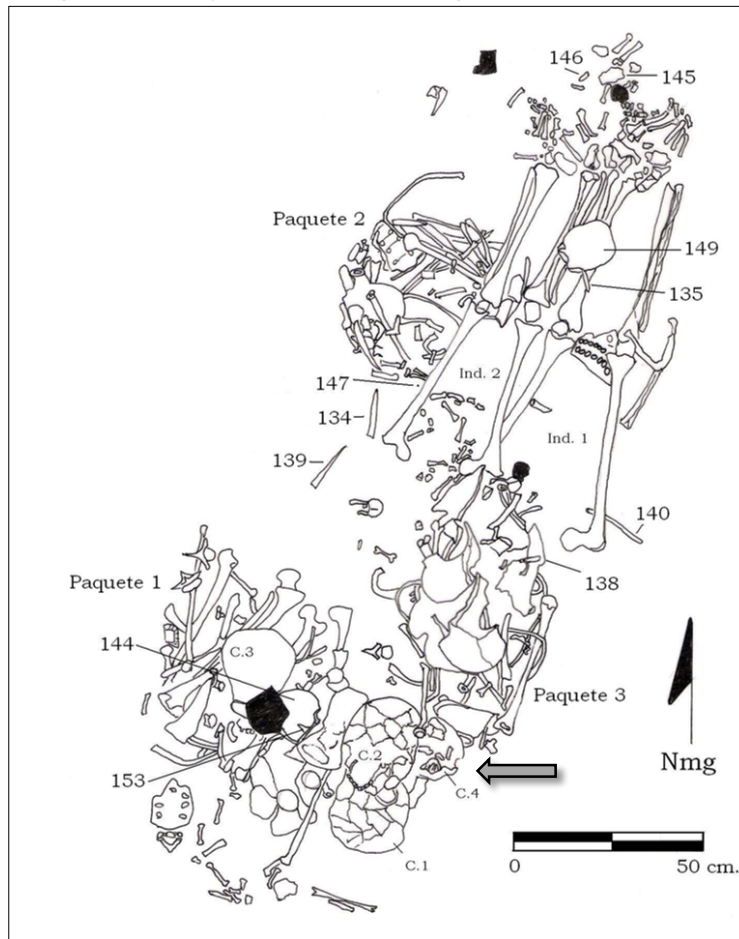 146
145
Paquete 2
149
135
147
Ind. 2
134
Ind. 1
139
140
Paquete 1
138
144
C.3
Paquete 3
153
C.2
Nmg
C.4
C.1
0
50 cm.